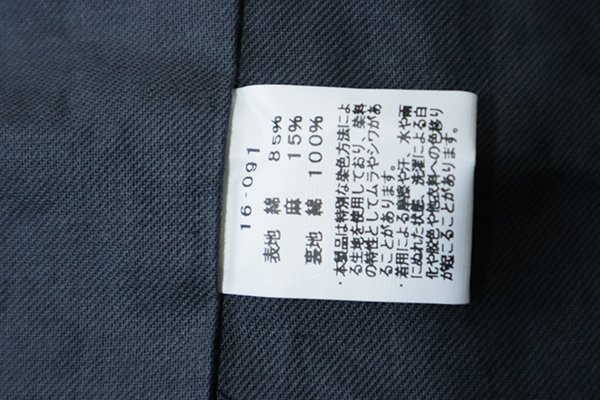 16-091
表地 綿 85%
麻 15%
裏地 綿 100%
・本製品は特別な染色方法によ
る生地を使用しており、染料
の特性としてムラやシワがあ
ることがあります。
・着用による摩擦や汗、水や雨
にぬれた状態、洗濯による白
化や脱色や他衣料への色移り
が起こることがあります。